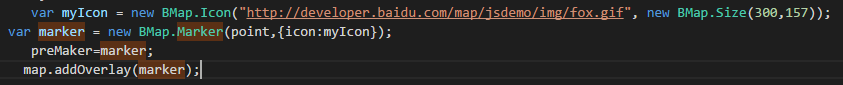 var myIcon = new BMap.Icon("http://developer.baidu.com/map/jsdemo/img/fox.gif", new BMap.Size(300,157));
var marker = new BMap.Marker(point,{icon:myIcon});
preMaker=marker;
map.addOverlay(marker);